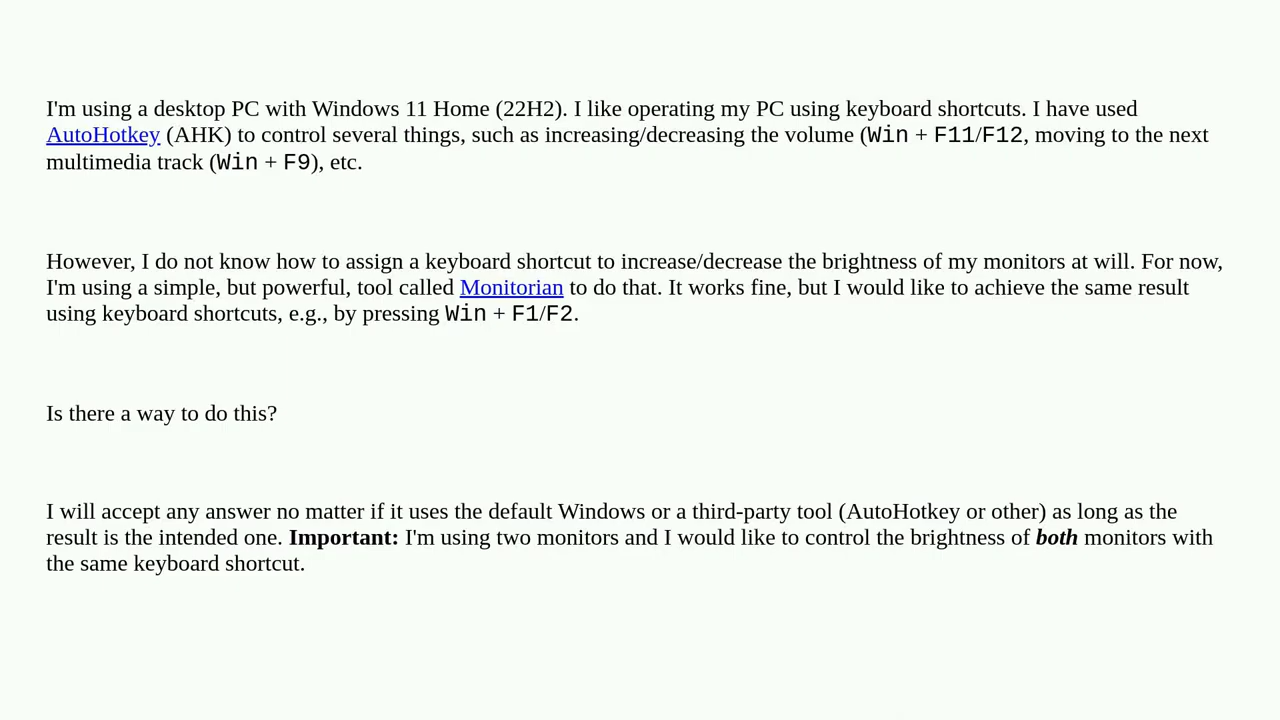 I'm using a desktop PC with Windows 11 Home (22H2). I like operating my PC using keyboard shortcuts. I have used
AutoHotkey (AHK) to control several things, such as increasing/decreasing the volume (Win + F11/F12, moving to the next
multimedia track (Win + F9), etc.
However, I do not know how to assign a keyboard shortcut to increase/decrease the brightness of my monitors at will. For now,
I'm using a simple, but powerful, tool called Monitorian to do that. It works fine, but I would like to achieve the same result
using keyboard shortcuts, e.g., by pressing Win + F1/F2.
Is there a way to do this?
I will accept any answer no matter if it uses the default Windows or a third-party tool (AutoHotkey or other) as long as the
result is the intended one. Important: I'm using two monitors and I would like to control the brightness of both monitors with
the same keyboard shortcut.